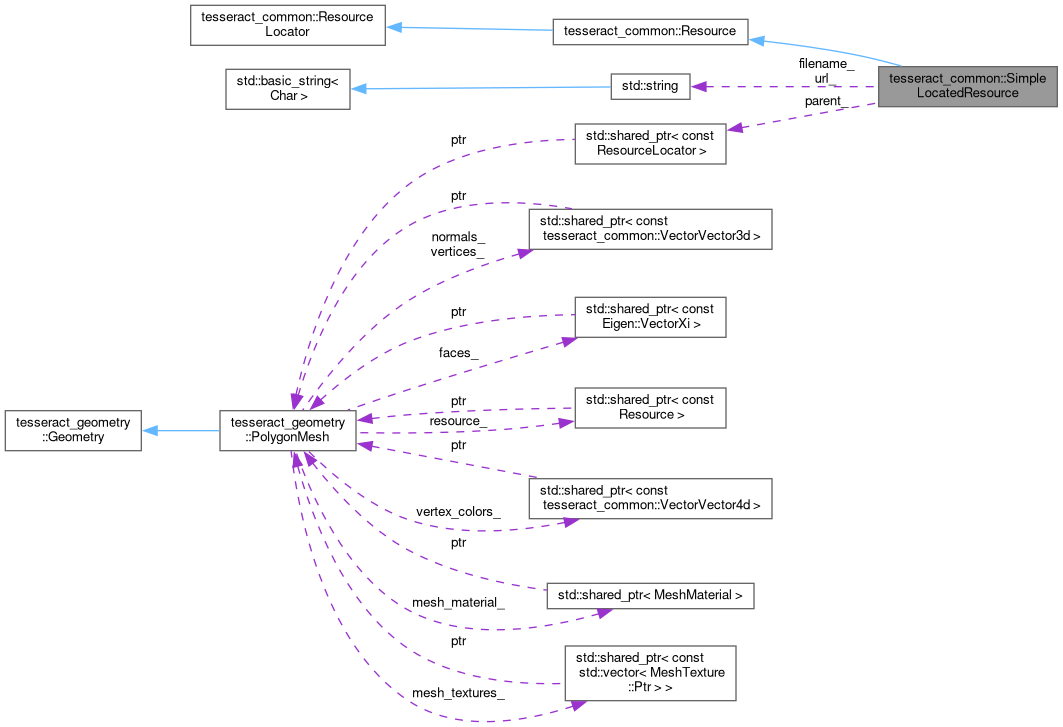 tesseract_common::Resource
Locator
tesseract_common::Resource
tesseract_common::Simple
LocatedResource
filename_
url_
std::basic_string<
Char >
std::string
parent_
std::shared_ptr< const
ResourceLocator >
ptr
ptr
std::shared_ptr< const
tesseract_common::VectorVector3d >
normals_
vertices_
ptr
std::shared_ptr< const
Eigen::VectorXi >
faces_
ptr
std::shared_ptr< const
Resource >
resource_
tesseract_geometry
::Geometry
tesseract_geometry
::PolygonMesh
ptr
std::shared_ptr< const
tesseract_common::VectorVector4d >
vertex_colors_
ptr
std::shared_ptr< MeshMaterial >
mesh_material_
ptr
std::shared_ptr< const
std::vector< MeshTexture
::Ptr > >
mesh_textures_